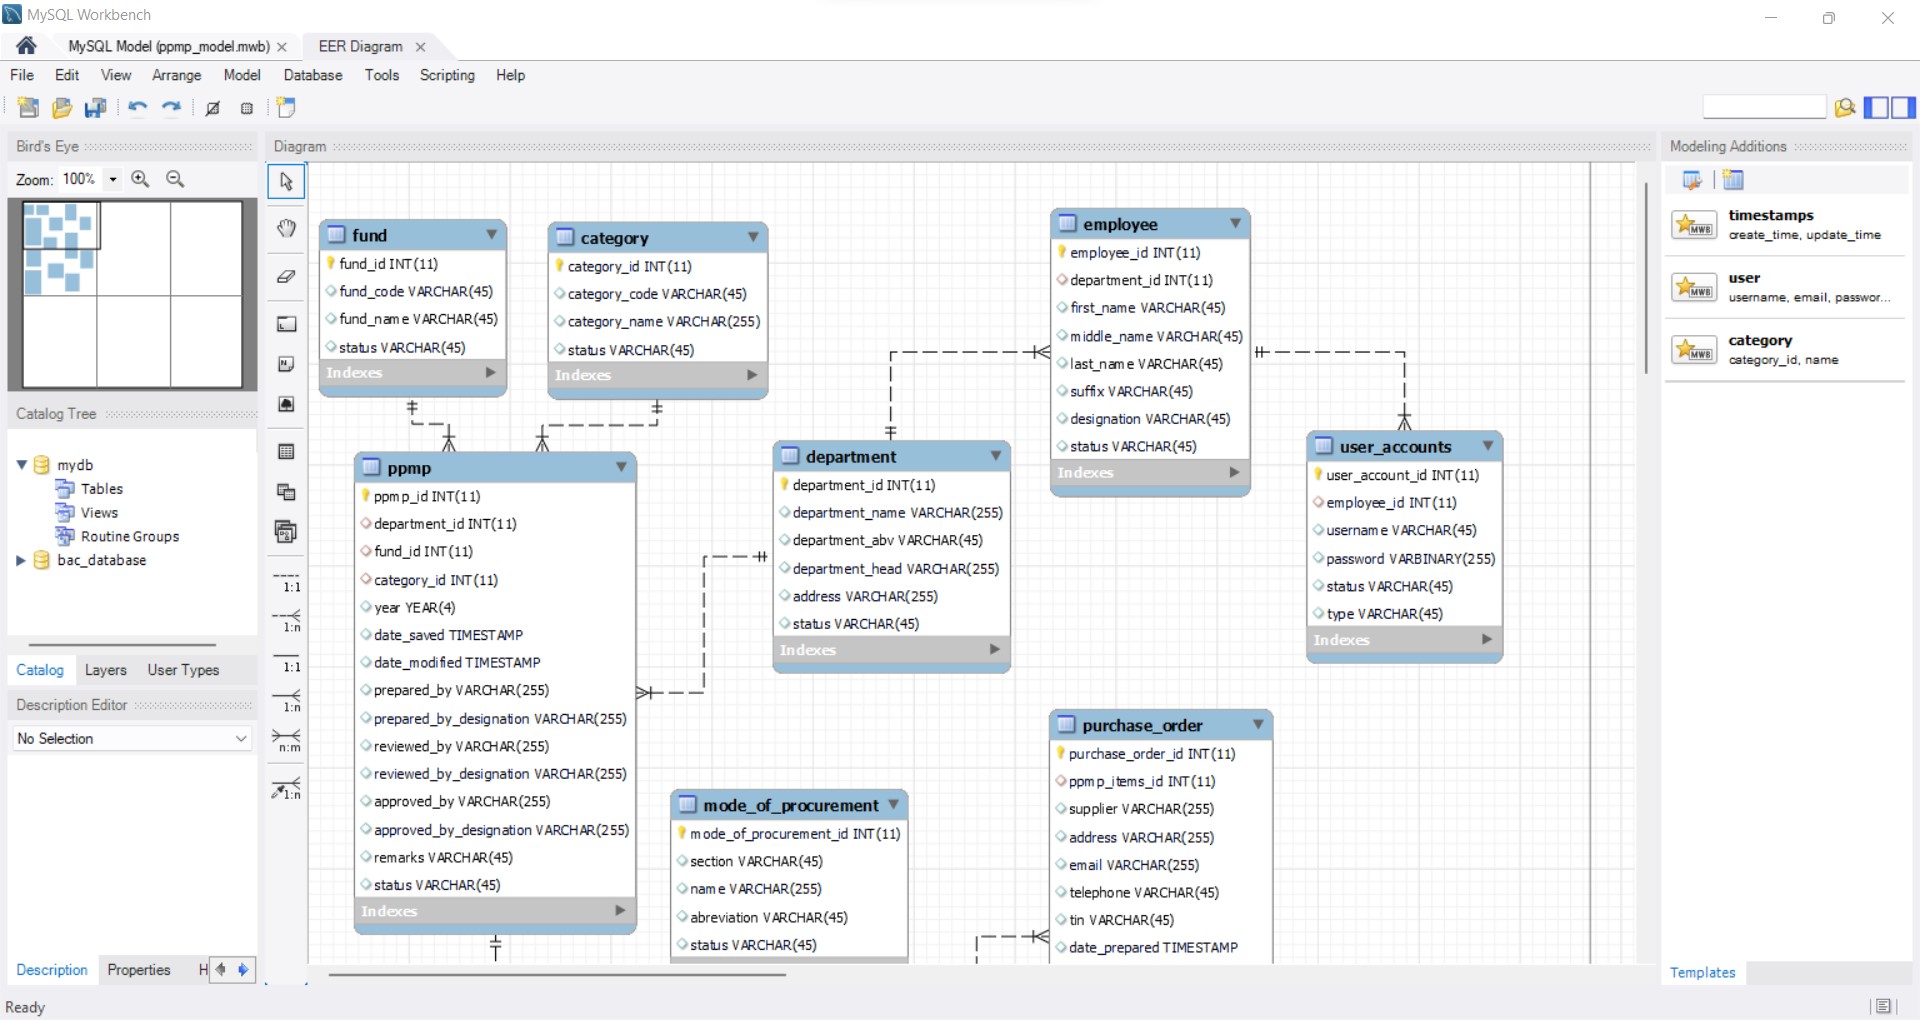 MySQL Workbench
MySQL Model (ppmp_model.mwb)
EER Diagram
File Edit View Arrange Model Database Tools Scripting Help
Bird's Eye
Zoom: 100%
Catalog Tree
mydb
Tables
Views
Routine Groups
bac_database
Catalog Layers User Types
Description Editor
No Selection
Description Properties H
Ready
Diagram
1:1
1:n
1:1
1:n
n:m
1:n
fund
fund_id INT(11)
fund_code VARCHAR(45)
fund_name VARCHAR(45)
status VARCHAR(45)
Indexes
category
category_id INT(11)
category_code VARCHAR(45)
category_name VARCHAR(255)
status VARCHAR(45)
Indexes
employee
employee_id INT(11)
department_id INT(11)
first_name VARCHAR(45)
middle_name VARCHAR(45)
last_name VARCHAR(45)
suffix VARCHAR(45)
designation VARCHAR(45)
status VARCHAR(45)
Indexes
ppmp
ppmp_id INT(11)
department_id INT(11)
fund_id INT(11)
category_id INT(11)
year YEAR(4)
date_saved TIMESTAMP
date_modified TIMESTAMP
prepared_by VARCHAR(255)
prepared_by_designation VARCHAR(255)
reviewed_by VARCHAR(255)
reviewed_by_designation VARCHAR(255)
approved_by VARCHAR(255)
approved_by_designation VARCHAR(255)
remarks VARCHAR(45)
status VARCHAR(45)
Indexes
department
department_id INT(11)
department_name VARCHAR(255)
department_abv VARCHAR(45)
department_head VARCHAR(255)
address VARCHAR(255)
status VARCHAR(45)
Indexes
user_accounts
user_account_id INT(11)
employee_id INT(11)
username VARCHAR(45)
password VARBINARY(255)
status VARCHAR(45)
type VARCHAR(45)
Indexes
mode_of_procurement
mode_of_procurement_id INT(11)
section VARCHAR(45)
name VARCHAR(255)
abreviation VARCHAR(45)
status VARCHAR(45)
purchase_order
purchase_order_id INT(11)
ppmp_items_id INT(11)
supplier VARCHAR(255)
address VARCHAR(255)
email VARCHAR(255)
telephone VARCHAR(45)
tin VARCHAR(45)
date_prepared TIMESTAMP
Modeling Additions
MWB
timestamps
create_time, update_time
MWB
user
username, email, passwor...
MWB
category
category_id, name
Templates